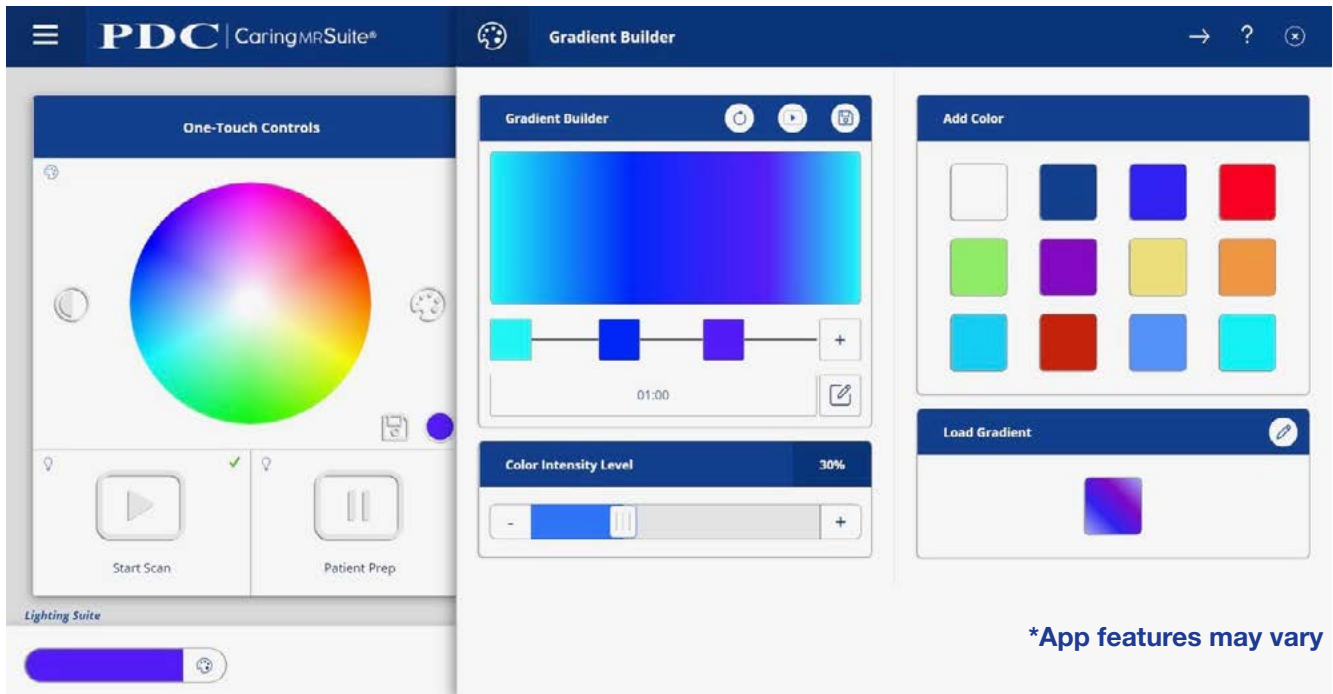 PDC | CaringMRSuite®
Gradient Builder
?
One-Touch Controls
Start Scan
Patient Prep
Lighting Suite
Gradient Builder
+
01:00
Color Intensity Level
30%
-
+
Add Color
Load Gradient
*App features may vary